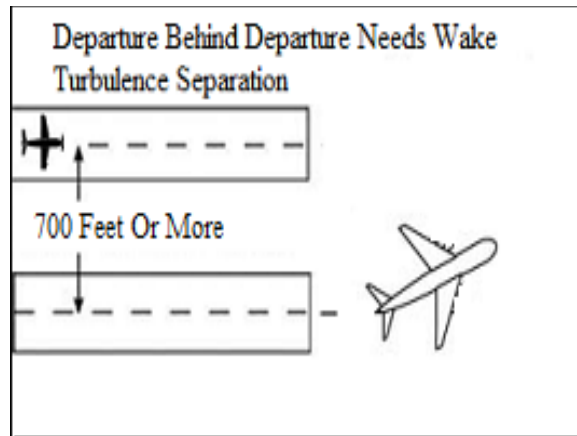 Departure Behind Departure Needs Wake
Turbulence Separation
700 Feet Or More